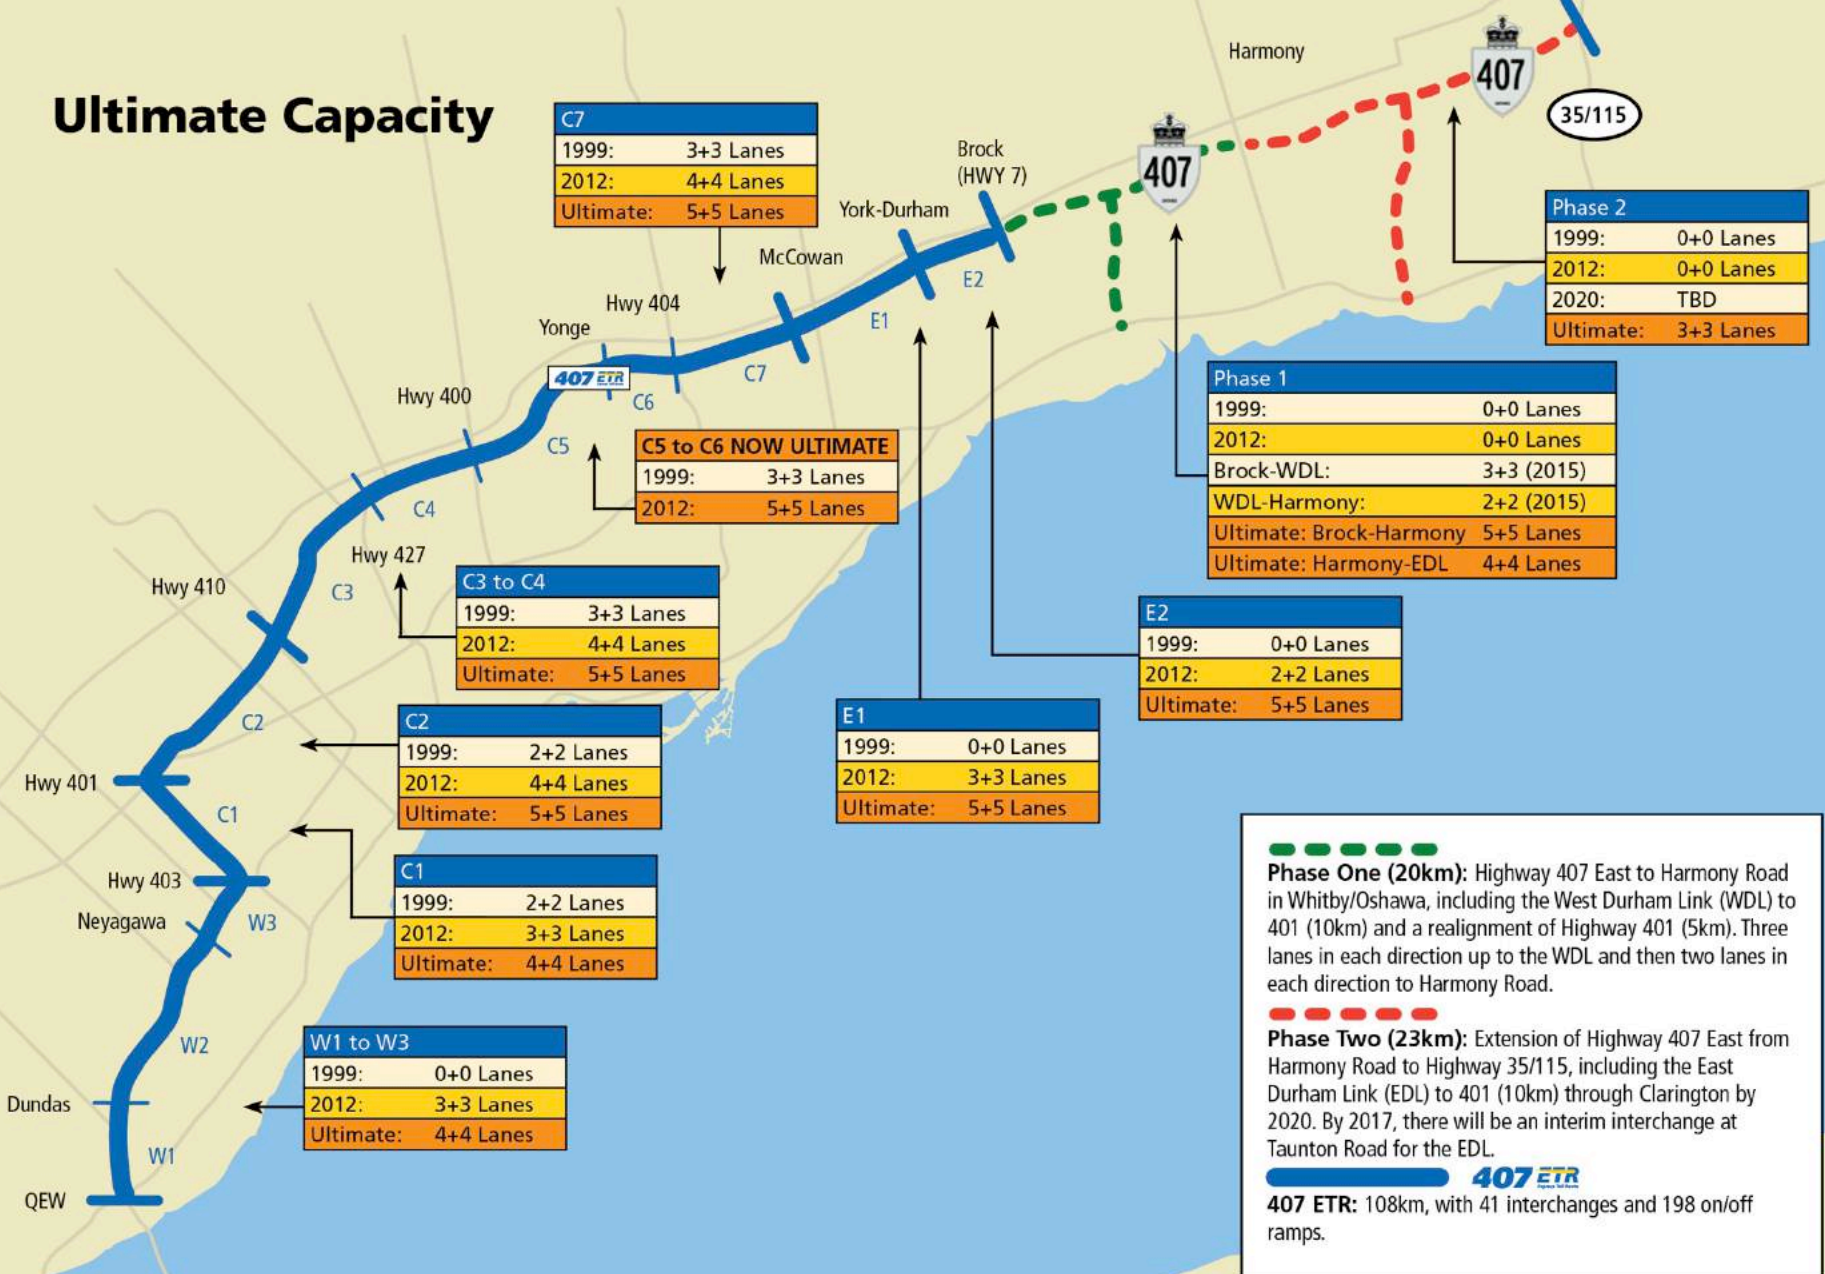 Ultimate Capacity
C7
1999: 3+3 Lanes
2012: 4+4 Lanes
Ultimate: 5+5 Lanes
Harmony
407
35/115
Brock
(HWY 7)
407
York-Durham
McCowan
E2
Hwy 404
E1
Yonge
C7
407 ETR
C6
Hwy 400
C5
C4
Hwy 427
Hwy 410
C3
C2
Hwy 401
C1
Hwy 403
Neyagawa
W3
W2
Dundas
W1
QEW
Phase 2
1999: 0+0 Lanes
2012: 0+0 Lanes
2020: TBD
Ultimate: 3+3 Lanes
Phase 1
1999: 0+0 Lanes
2012: 0+0 Lanes
Brock-WDL: 3+3 (2015)
WDL-Harmony: 2+2 (2015)
Ultimate: Brock-Harmony 5+5 Lanes
Ultimate: Harmony-EDL 4+4 Lanes
C5 to C6 NOW ULTIMATE
1999: 3+3 Lanes
2012: 5+5 Lanes
C3 to C4
1999: 3+3 Lanes
2012: 4+4 Lanes
Ultimate: 5+5 Lanes
E2
1999: 0+0 Lanes
2012: 2+2 Lanes
Ultimate: 5+5 Lanes
E1
1999: 0+0 Lanes
2012: 3+3 Lanes
Ultimate: 5+5 Lanes
C2
1999: 2+2 Lanes
2012: 4+4 Lanes
Ultimate: 5+5 Lanes
C1
1999: 2+2 Lanes
2012: 3+3 Lanes
Ultimate: 4+4 Lanes
W1 to W3
1999: 0+0 Lanes
2012: 3+3 Lanes
Ultimate: 4+4 Lanes
Phase One (20km): Highway 407 East to Harmony Road
in Whitby/Oshawa, including the West Durham Link (WDL) to
401 (10km) and a realignment of Highway 401 (5km). Three
lanes in each direction up to the WDL and then two lanes in
each direction to Harmony Road.
Phase Two (23km): Extension of Highway 407 East from
Harmony Road to Highway 35/115, including the East
Durham Link (EDL) to 401 (10km) through Clarington by
2020. By 2017, there will be an interim interchange at
Taunton Road for the EDL.
407 ETR
407 ETR: 108km, with 41 interchanges and 198 on/off
ramps.